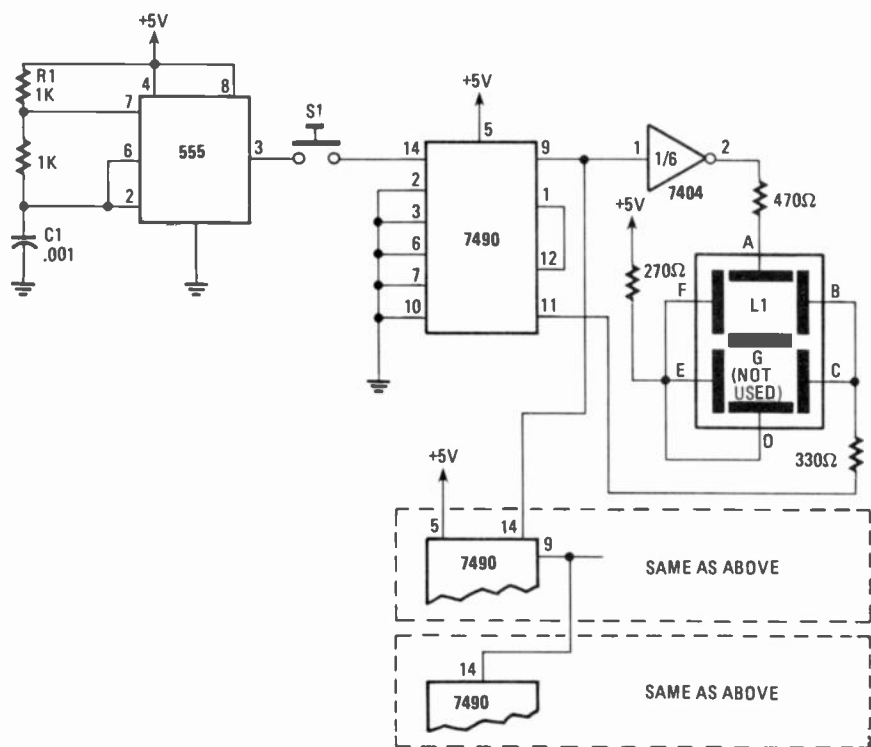 +5V
R1
1K
4
8
7
1K
6
555
3
2
C1
.001
S1
+5V
5
14
9
2
3
1
6
7490
12
7
10
11
1
1/6
2
7404
470Ω
+5V
270Ω
A
F
L1
B
G
E
(NOT
USED)
C
D
330Ω
+5V
5
14
7490
9
SAME AS ABOVE
14
7490
SAME AS ABOVE